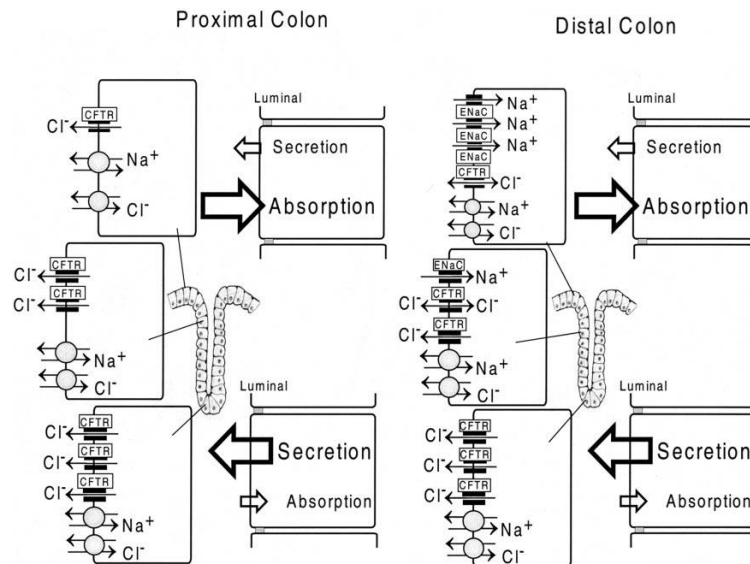 Proximal Colon
Luminal
CFTR
Cl-
Na+
Cl-
Secretion
Absorption
CFTR
Cl-
CFTR
Cl-
Na+
Cl-
Luminal
CFTR
Cl-
CFTR
Cl-
CFTR
Cl-
Na+
Cl-
Secretion
Absorption
Distal Colon
Luminal
Na+
ENaC
Na+
ENaC
Na+
ENaC
CFTR
Cl-
Na+
Cl-
Secretion
Absorption
ENaC
Na+
CFTR
Cl- Cl-
CFTR
Cl-
Na+
Cl-
Luminal
CFTR
Cl-
CFTR
Cl-
CFTR
Cl-
Na+
Cl-
Secretion
Absorption